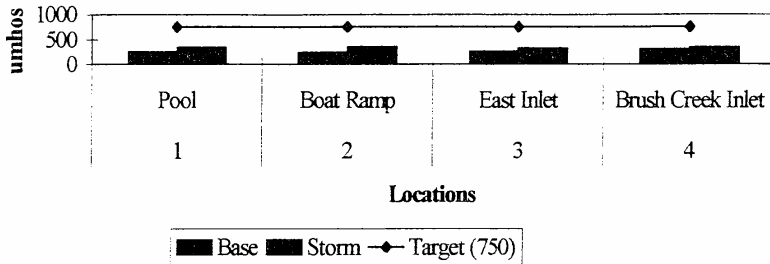 umhos
1000
500
0
Pool Boat Ramp East Inlet Brush Creek Inlet
1 2 3 4
Locations
Base Storm Target (750)